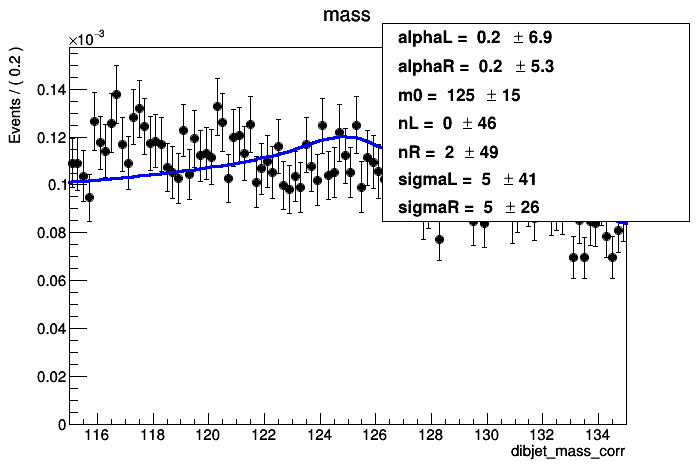 mass
×10⁻³
Events / ( 0.2 )
alphaL = 0.2 ± 6.9
alphaR = 0.2 ± 5.3
m0 = 125 ± 15
nL = 0 ± 46
nR = 2 ± 49
sigmaL = 5 ± 41
sigmaR = 5 ± 26
0.14
0.12
0.1
0.08
0.06
0.04
0.02
0
116 118 120 122 124 126 128 130 132 134
dibjet_mass_corr